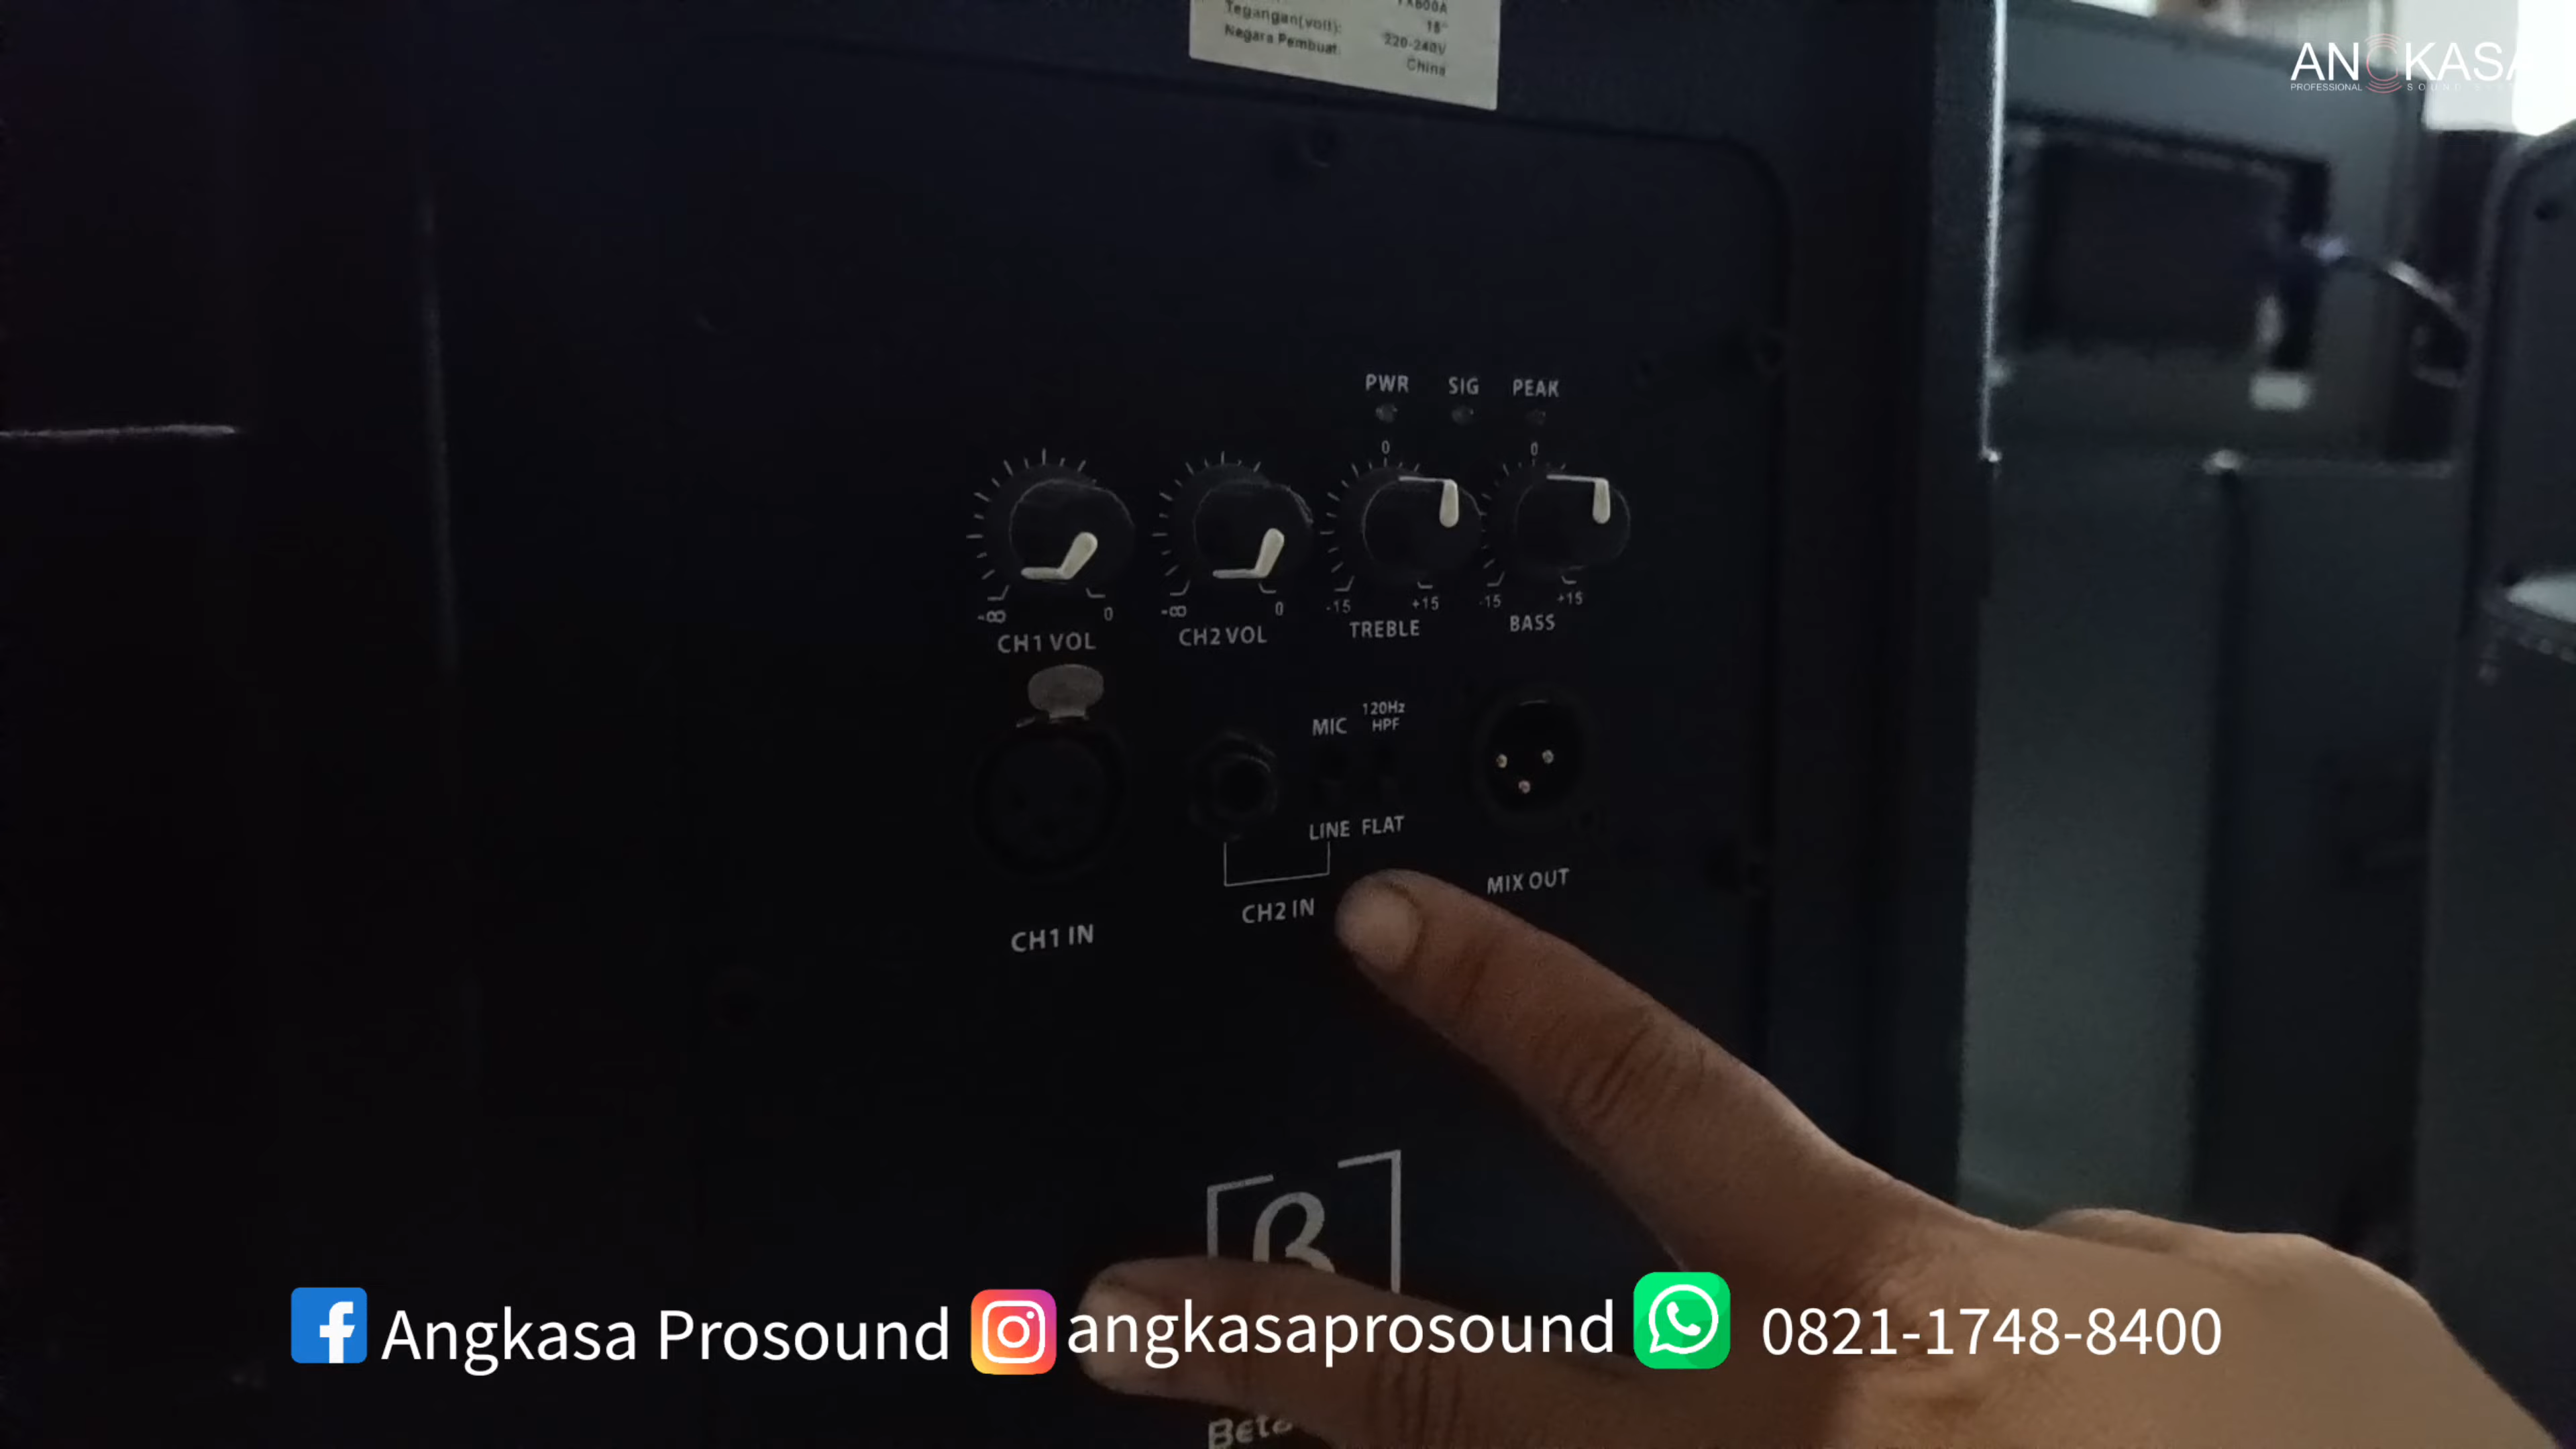 Tegangan(volt): 15"
Negara Pembuat: 220-240V
China
ANGKASA
PROFESSIONAL
PWR SIG PEAK
0 0
-∞ 0 -∞ 0 -15 +15 -15 +15
CH1 VOL CH2 VOL TREBLE BASS
MIC 120Hz
HPF
LINE FLAT
CH1 IN CH2 IN MIX OUT
β
Angkasa Prosound angkasaprosound 0821-1748-8400